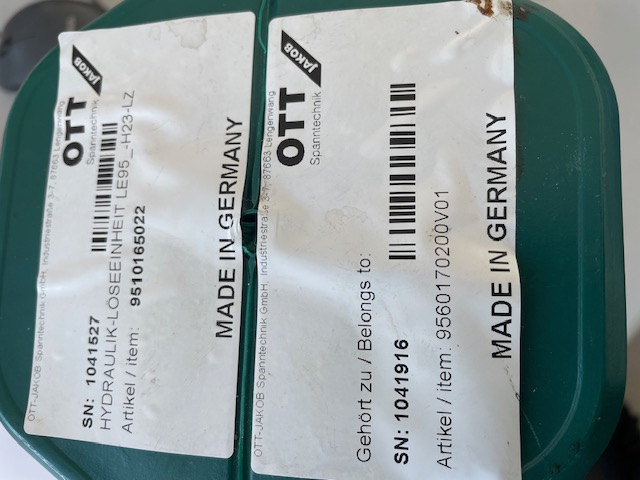 OTT-JAKOB Spanntechnik GmbH, Industriestraße 3-7, 87663 Lengenwang
OTT
JAKOB
Spanntechnik
SN: 1041527
HYDRAULIK-LÖSEEINHEIT LE95_-H23-LZ
Artikel / item: 9510165022
MADE IN GERMANY
OTT-JAKOB Spanntechnik GmbH, Industriestraße 3-7, 87663 Lengenwang
OTT
JAKOB
Spanntechnik
Gehört zu / Belongs to:
SN: 1041916
Artikel / item: 9560170200V01
MADE IN GERMANY